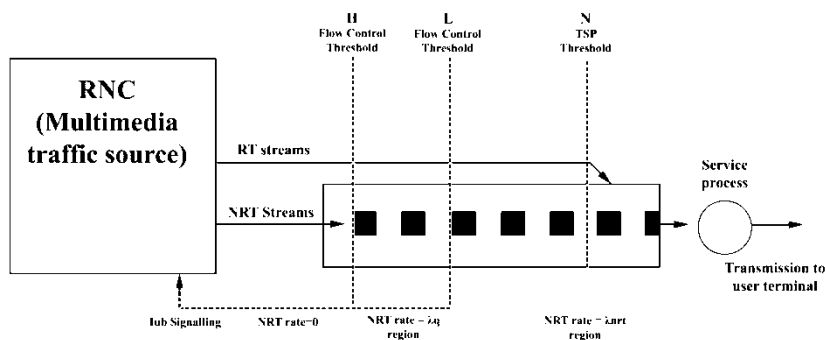 H
Flow Control
Threshold
L
Flow Control
Threshold
N
TSP
Threshold
RNC
(Multimedia
traffic source)
RT streams
NRT Streams
Service
process
Transmission to
user terminal
Iub Signalling
NRT rate=0
NRT rate = λq
region
NRT rate = λnrt
region